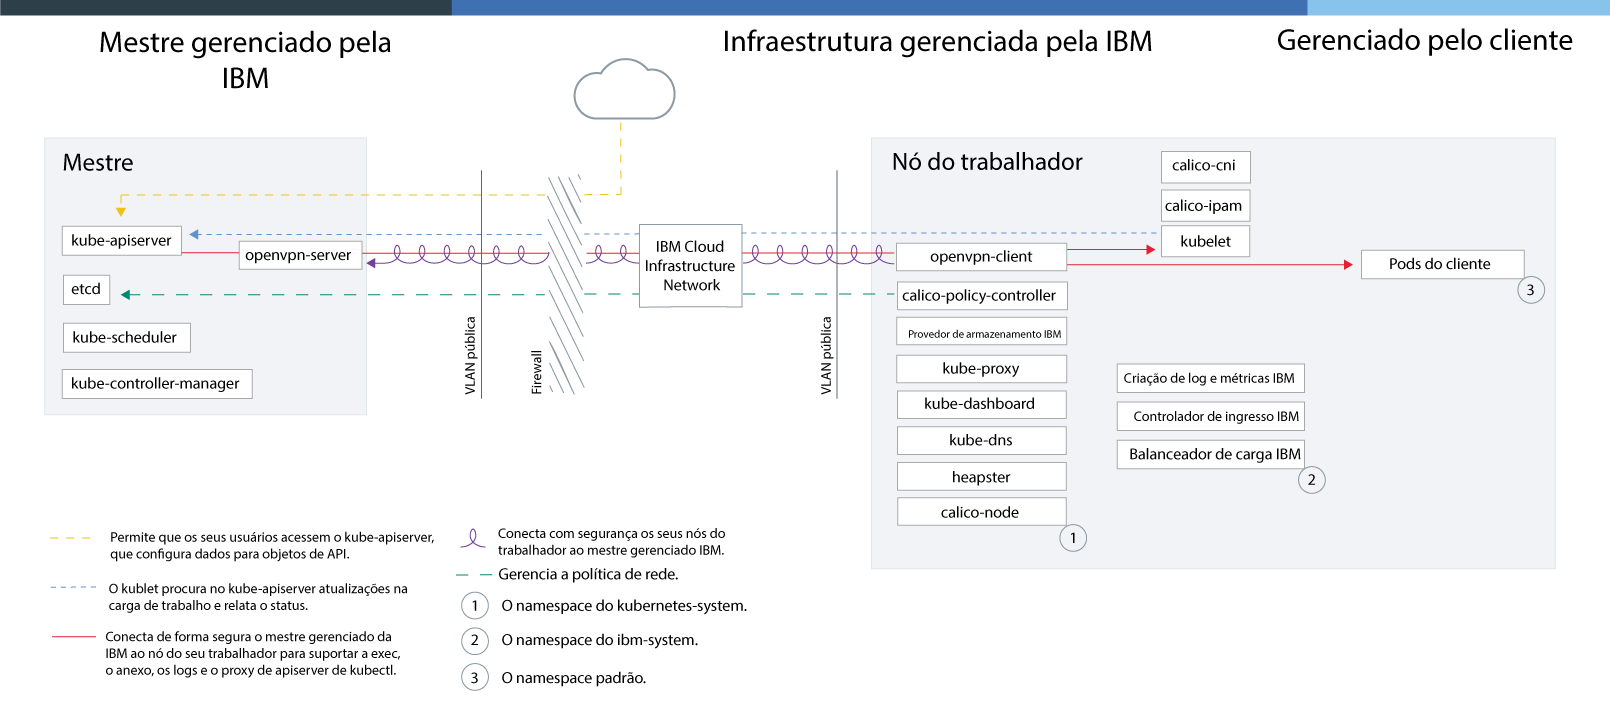 Mestre gerenciado pela
IBM
Infraestrutura gerenciada pela IBM
Gerenciado pelo cliente
Mestre
kube-apiserver
openvpn-server
etcd
kube-scheduler
kube-controller-manager
VLAN pública
Firewall
IBM Cloud
Infrastructure
Network
VLAN pública
Nó do trabalhador
calico-cni
calico-ipam
kubelet
openvpn-client
Pods do cliente
3
calico-policy-controller
Provedor de armazenamento IBM
kube-proxy
kube-dashboard
kube-dns
heapster
calico-node
1
Criação de log e métricas IBM
Controlador de ingresso IBM
Balanceador de carga IBM
2
Permite que os seus usuários acessem o kube-apiserver,
que configura dados para objetos de API.
O kublet procura no kube-apiserver atualizações na
carga de trabalho e relata o status.
Conecta de forma segura o mestre gerenciado da
IBM ao nó do seu trabalhador para suportar a exec,
o anexo, os logs e o proxy de apiserver de kubectl.
Conecta com segurança os seus nós do
trabalhador ao mestre gerenciado IBM.
Gerencia a política de rede.
1 O namespace do kubernetes-system.
2 O namespace do ibm-system.
3 O namespace padrão.